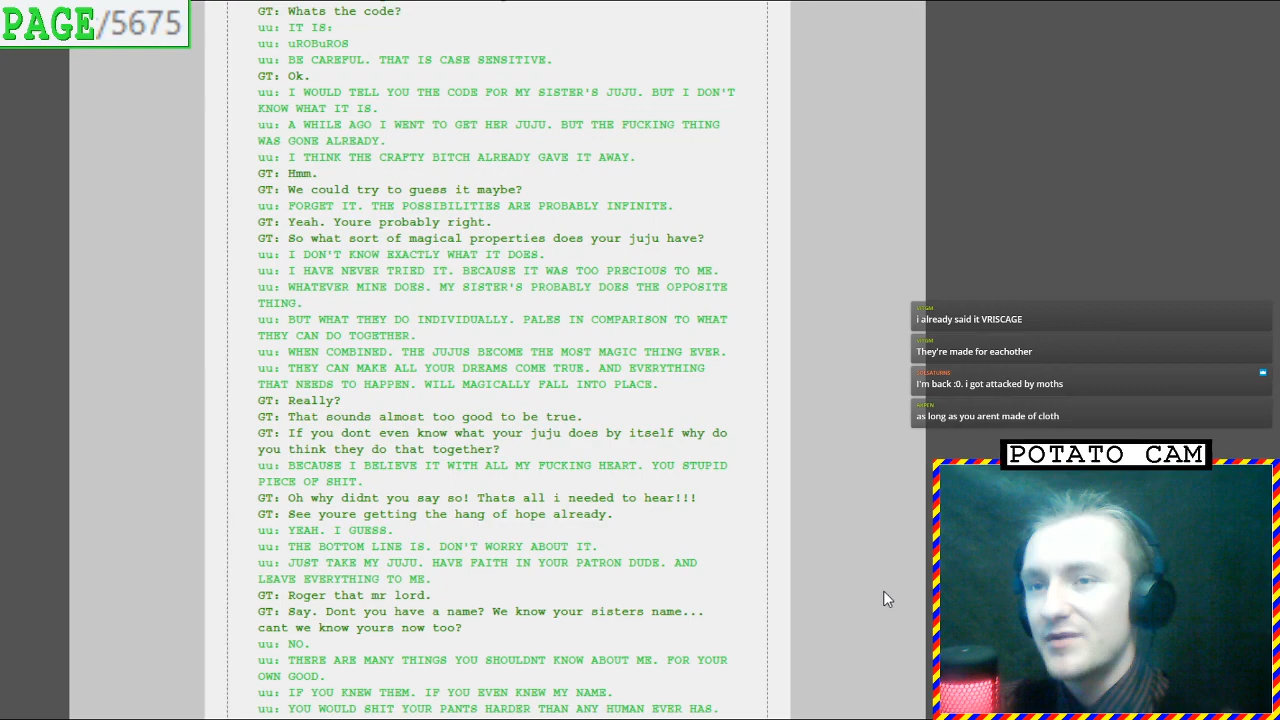 PAGE/5675
GT: Whats the code?
uu: IT IS:
uu: uROBuROS
uu: BE CAREFUL. THAT IS CASE SENSITIVE.
GT: Ok.
uu: I WOULD TELL YOU THE CODE FOR MY SISTER'S JUJU. BUT I DON'T
KNOW WHAT IT IS.
uu: A WHILE AGO I WENT TO GET HER JUJU. BUT THE FUCKING THING
WAS GONE ALREADY.
uu: I THINK THE CRAFTY BITCH ALREADY GAVE IT AWAY.
GT: Hmm.
GT: We could try to guess it maybe?
uu: FORGET IT. THE POSSIBILITIES ARE PROBABLY INFINITE.
GT: Yeah. Youre probably right.
GT: So what sort of magical properties does your juju have?
uu: I DON'T KNOW EXACTLY WHAT IT DOES.
uu: I HAVE NEVER TRIED IT. BECAUSE IT WAS TOO PRECIOUS TO ME.
uu: WHATEVER MINE DOES. MY SISTER'S PROBABLY DOES THE OPPOSITE
THING.
uu: BUT WHAT THEY DO INDIVIDUALLY. PALES IN COMPARISON TO WHAT
THEY CAN DO TOGETHER.
uu: WHEN COMBINED. THE JUJUS BECOME THE MOST MAGIC THING EVER.
uu: THEY CAN MAKE ALL YOUR DREAMS COME TRUE. AND EVERYTHING
THAT NEEDS TO HAPPEN. WILL MAGICALLY FALL INTO PLACE.
GT: Really?
GT: That sounds almost too good to be true.
GT: If you dont even know what your juju does by itself why do
you think they do that together?
uu: BECAUSE I BELIEVE IT WITH ALL MY FUCKING HEART. YOU STUPID
PIECE OF SHIT.
GT: Oh why didnt you say so! Thats all i needed to hear!!!
GT: See youre getting the hang of hope already.
uu: YEAH. I GUESS.
uu: THE BOTTOM LINE IS. DON'T WORRY ABOUT IT.
uu: JUST TAKE MY JUJU. HAVE FAITH IN YOUR PATRON DUDE. AND
LEAVE EVERYTHING TO ME.
GT: Roger that mr lord.
GT: Say. Dont you have a name? We know your sisters name...
cant we know yours now too?
uu: NO.
uu: THERE ARE MANY THINGS YOU SHOULDNT KNOW ABOUT ME. FOR YOUR
OWN GOOD.
uu: IF YOU KNEW THEM. IF YOU EVEN KNEW MY NAME.
uu: YOU WOULD SHIT YOUR PANTS HARDER THAN ANY HUMAN EVER HAS.
i already said it VRISCAGE
They're made for eachother
I'm back :0. i got attacked by moths
as long as you arent made of cloth
POTATO CAM